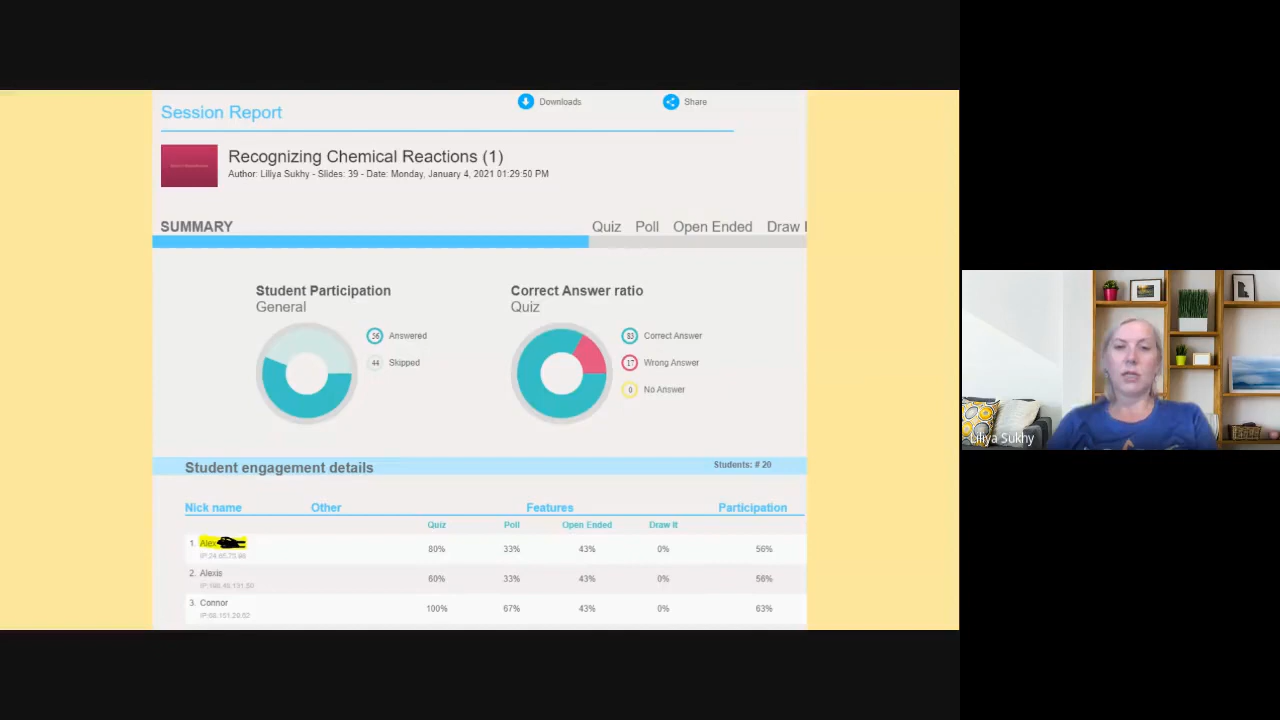 Downloads
Share
Session Report
Recognizing Chemical Reactions (1)
Author: Liliya Sukhy - Slides: 39 - Date: Monday, January 4, 2021 01:29:50 PM
SUMMARY
Quiz Poll Open Ended Draw I
Student Participation
General
56 Answered
44 Skipped
Correct Answer ratio
Quiz
83 Correct Answer
17 Wrong Answer
0 No Answer
Student engagement details
Students: # 20
Nick name Other Features Participation
Quiz Poll Open Ended Draw It
1. Alex 80% 33% 43% 0% 56%
2. Alexis 60% 33% 43% 0% 56%
3. Connor 100% 67% 43% 0% 63%
Liliya Sukhy